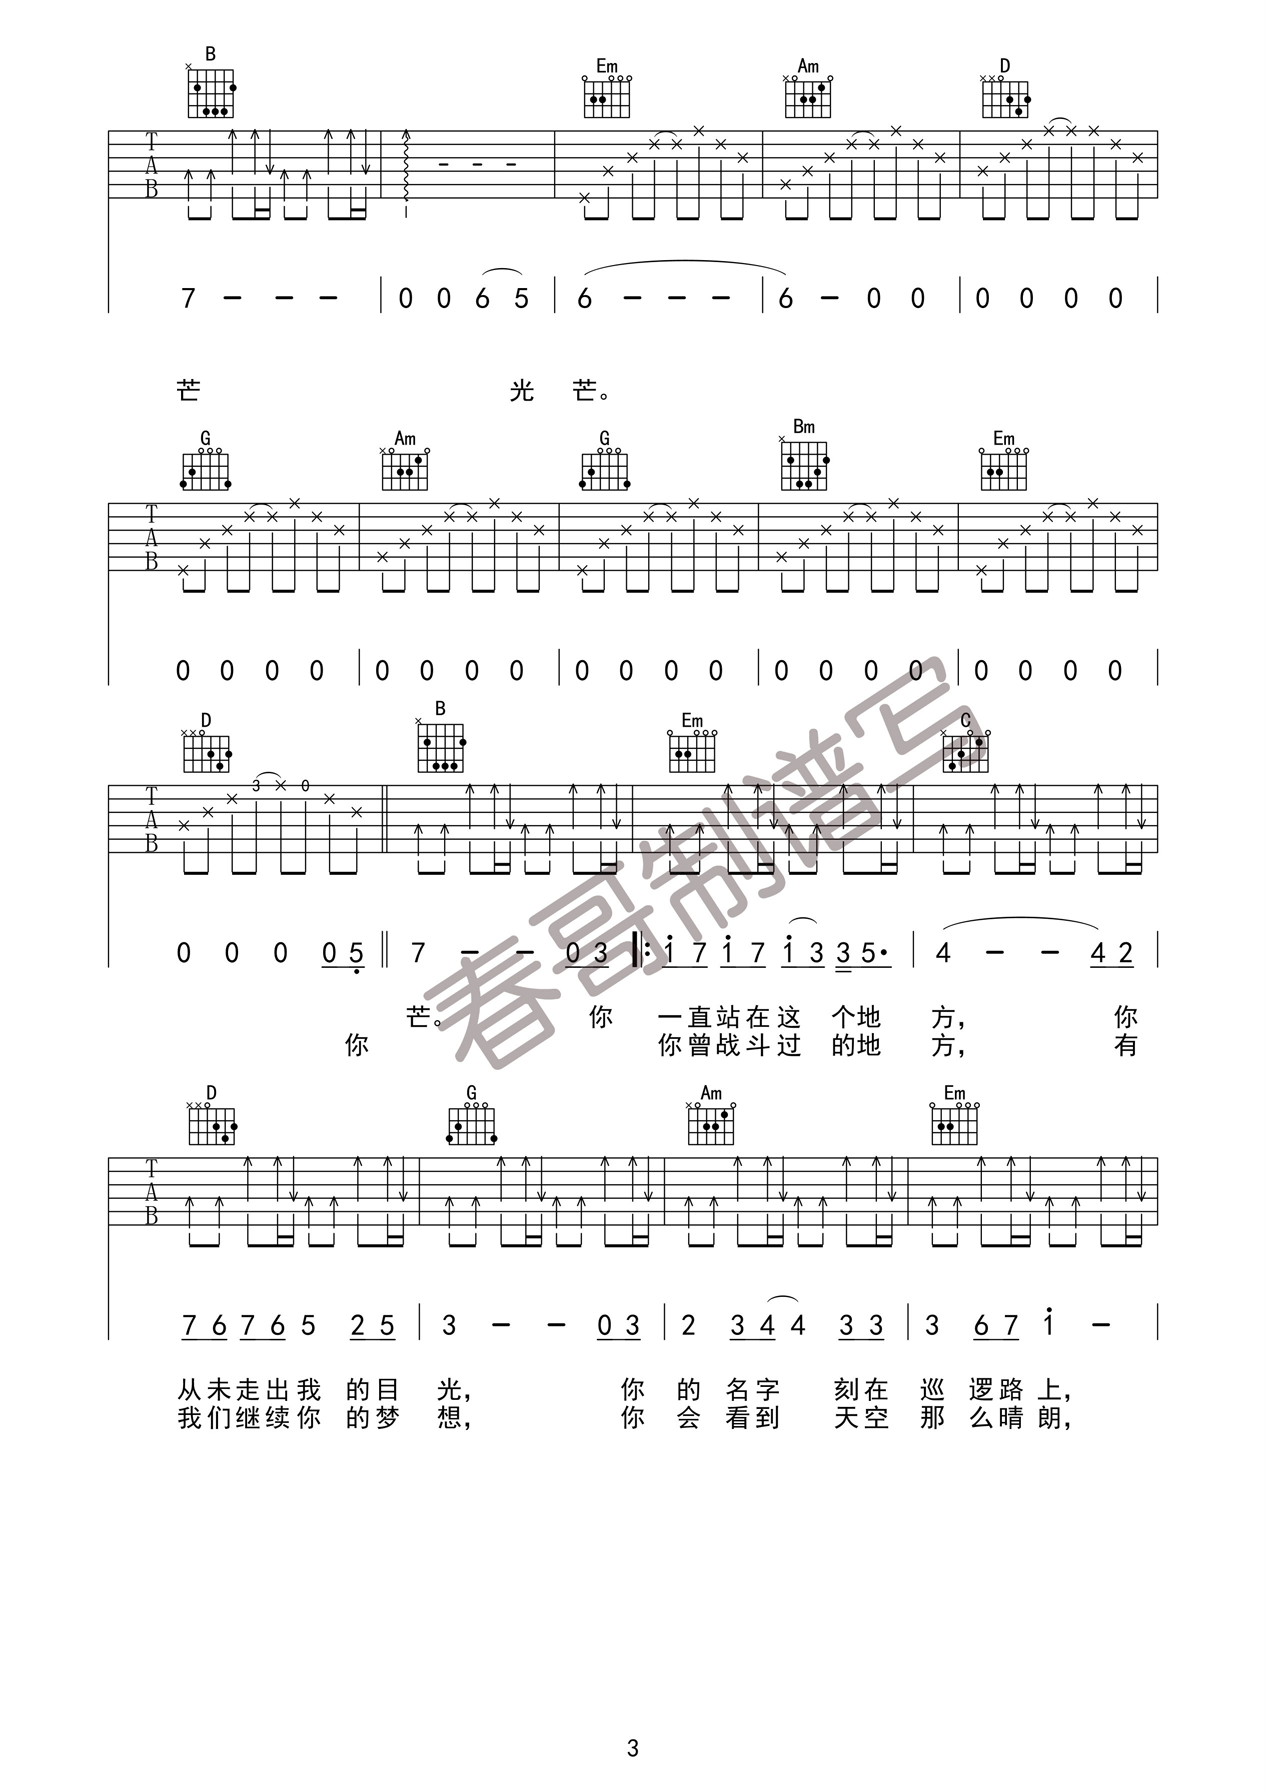 B Em Am D
T
A
B
7 - - - 0 0 6 5 6 - - - 6 - 0 0 0 0 0 0
芒 光 芒。
G Am G Bm Em
T
A
B
0 0 0 0 0 0 0 0 0 0 0 0 0 0 0 0 0 0 0 0
D B Em C
3 0
T
A
B
0 0 0 0 5 7 - - 0 3 1 7 1 7 1 3 3 5· 4 - - 4 2
芒。 你 一直站在这 个地 方, 你
你 你曾战斗过 的地 方, 有
D G Am Em
T
A
B
7 6 7 6 5 2 5 3 - - 0 3 2 3 4 4 3 3 3 6 7 1 -
从未走出我 的目 光, 你 的 名字 刻在 巡 逻路上,
我们继续你 的梦 想, 你 会 看到 天空 那 么晴朗,
春哥制谱写
3